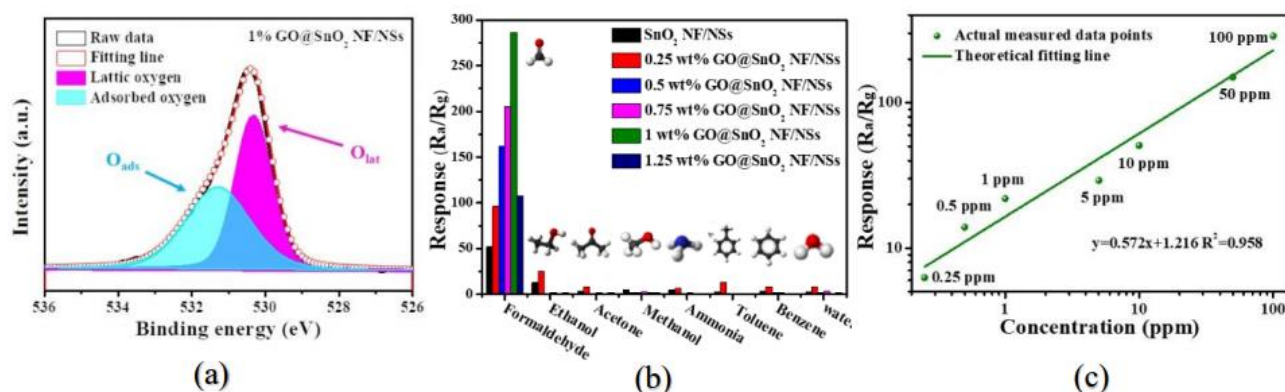 1% GO@SnO₂ NF/NSs
Raw data
Fitting line
Lattic oxygen
Adsorbed oxygen
O_ads
O_lat
Intensity (a.u.)
536 534 532 530 528 526
Binding energy (eV)
(a)
300
250
200
150
100
50
0
Response (Ra/Rg)
SnO₂ NF/NSs
0.25 wt% GO@SnO₂ NF/NSs
0.5 wt% GO@SnO₂ NF/NSs
0.75 wt% GO@SnO₂ NF/NSs
1 wt% GO@SnO₂ NF/NSs
1.25 wt% GO@SnO₂ NF/NSs
Formaldehyde
Ethanol
Acetone
Methanol
Ammonia
Toluene
Benzene
wate.
(b)
Actual measured data points
Theoretical fitting line
100 ppm
50 ppm
10 ppm
5 ppm
1 ppm
0.5 ppm
0.25 ppm
y=0.572x+1.216 R²=0.958
Response (Ra/Rg)
100
10
1 10 100
Concentration (ppm)
(c)